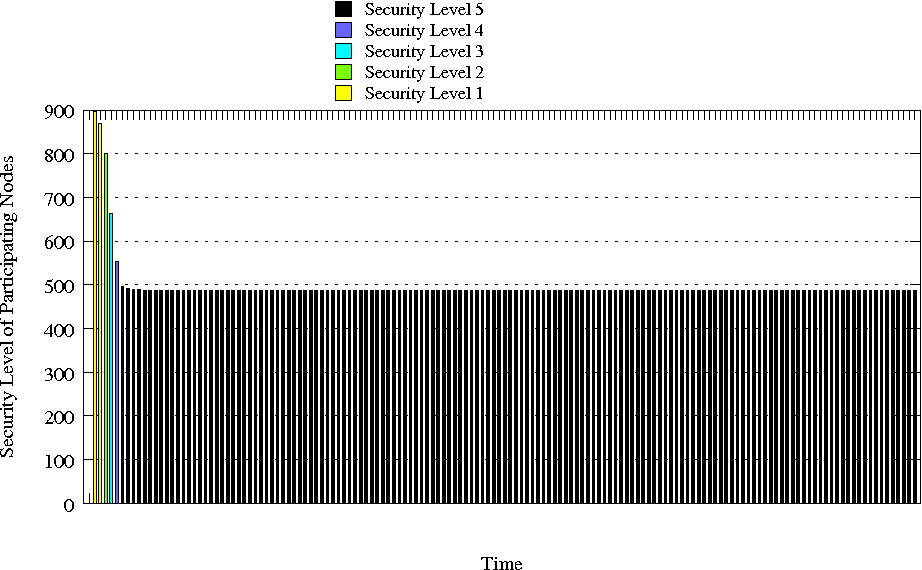 Security Level 5
Security Level 4
Security Level 3
Security Level 2
Security Level 1
900
800
700
600
500
400
300
200
100
0
Security Level of Participating Nodes
Time